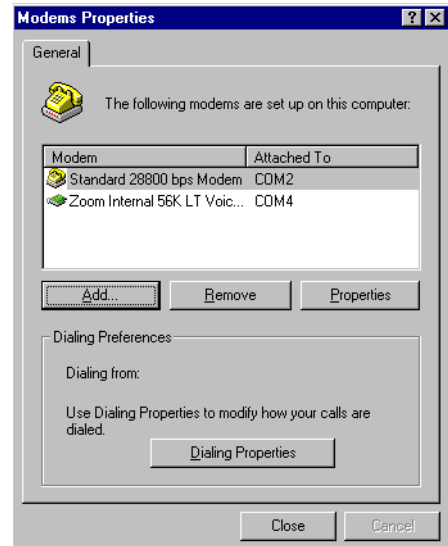 Modems Properties
General
The following modems are set up on this computer:
Modem Attached To
Standard 28800 bps Modem COM2
Zoom Internal 56K LT Voic... COM4
Add... Remove Properties
Dialing Preferences
Dialing from:
Use Dialing Properties to modify how your calls are
dialed.
Dialing Properties
Close Cancel